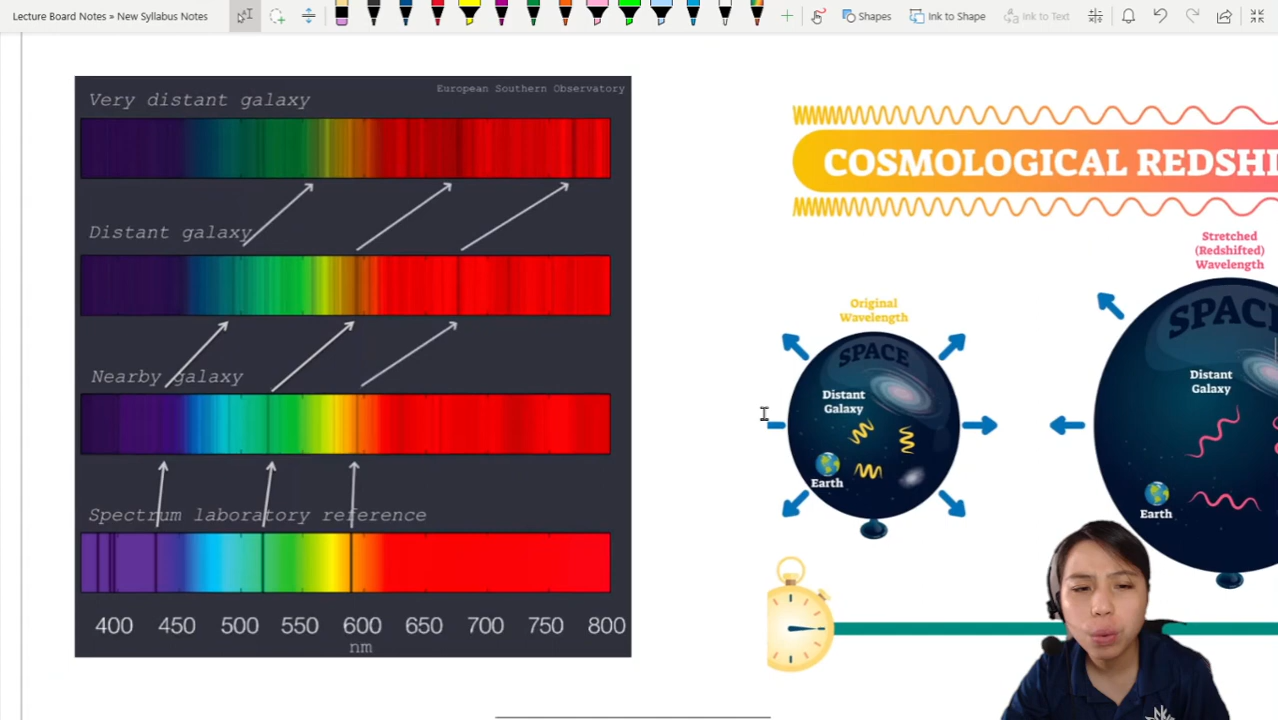 Lecture Board Notes » New Syllabus Notes
Shapes
Ink to Shape
Ink to Text
European Southern Observatory
Very distant galaxy
Distant galaxy
Nearby galaxy
Spectrum laboratory reference
400 450 500 550 600 650 700 750 800
nm
COSMOLOGICAL REDSHI
Original
Wavelength
SPACE
Distant
Galaxy
Earth
Stretched
(Redshifted)
Wavelength
SPACE
Distant
Galaxy
Earth